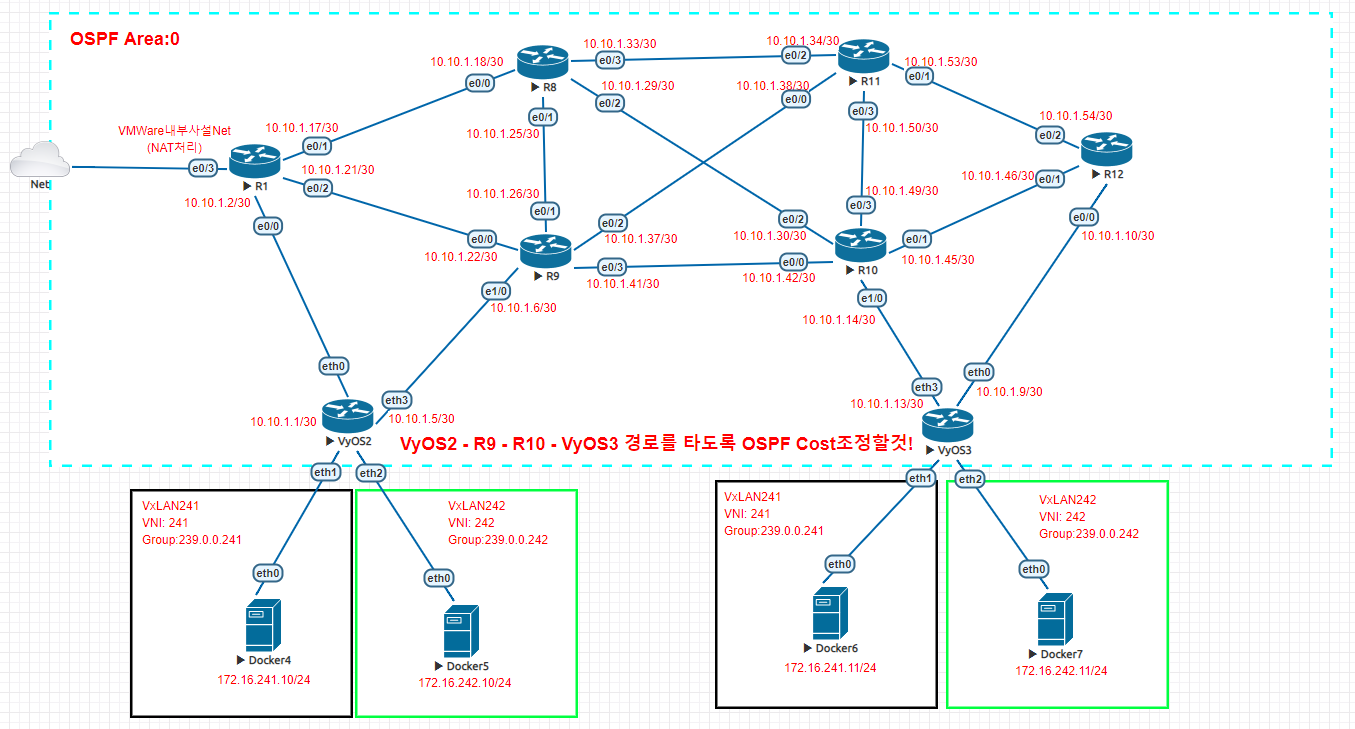 OSPF Area:0
10.10.1.33/30
10.10.1.34/30
e0/3
e0/2
R8
R11
10.10.1.18/30
e0/0
10.10.1.29/30
e0/2
10.10.1.38/30
e0/0
10.10.1.53/30
e0/1
e0/1
10.10.1.25/30
e0/3
10.10.1.50/30
10.10.1.54/30
e0/2
R12
VMWare내부사설Net
(NAT처리)
10.10.1.17/30
e0/1
Net
e0/3
R1
10.10.1.21/30
e0/2
10.10.1.2/30
e0/0
10.10.1.26/30
e0/1
10.10.1.49/30
e0/3
10.10.1.46/30
e0/1
e0/0
10.10.1.22/30
R9
e0/2
10.10.1.37/30
e0/2
10.10.1.30/30
R10
e0/1
10.10.1.45/30
e0/0
10.10.1.10/30
e0/3
10.10.1.41/30
e0/0
10.10.1.42/30
e1/0
10.10.1.6/30
e1/0
10.10.1.14/30
eth0
10.10.1.1/30
eth3
10.10.1.5/30
VyOS2
eth3
10.10.1.13/30
eth0
10.10.1.9/30
VyOS3
VyOS2 - R9 - R10 - VyOS3 경로를 타도록 OSPF Cost조정할것!
eth1
eth2
eth1
eth2
VxLAN241
VNI: 241
Group:239.0.0.241
eth0
Docker4
172.16.241.10/24
VxLAN242
VNI: 242
Group:239.0.0.242
eth0
Docker5
172.16.242.10/24
VxLAN241
VNI: 241
Group:239.0.0.241
eth0
Docker6
172.16.241.11/24
VxLAN242
VNI: 242
Group:239.0.0.242
eth0
Docker7
172.16.242.11/24